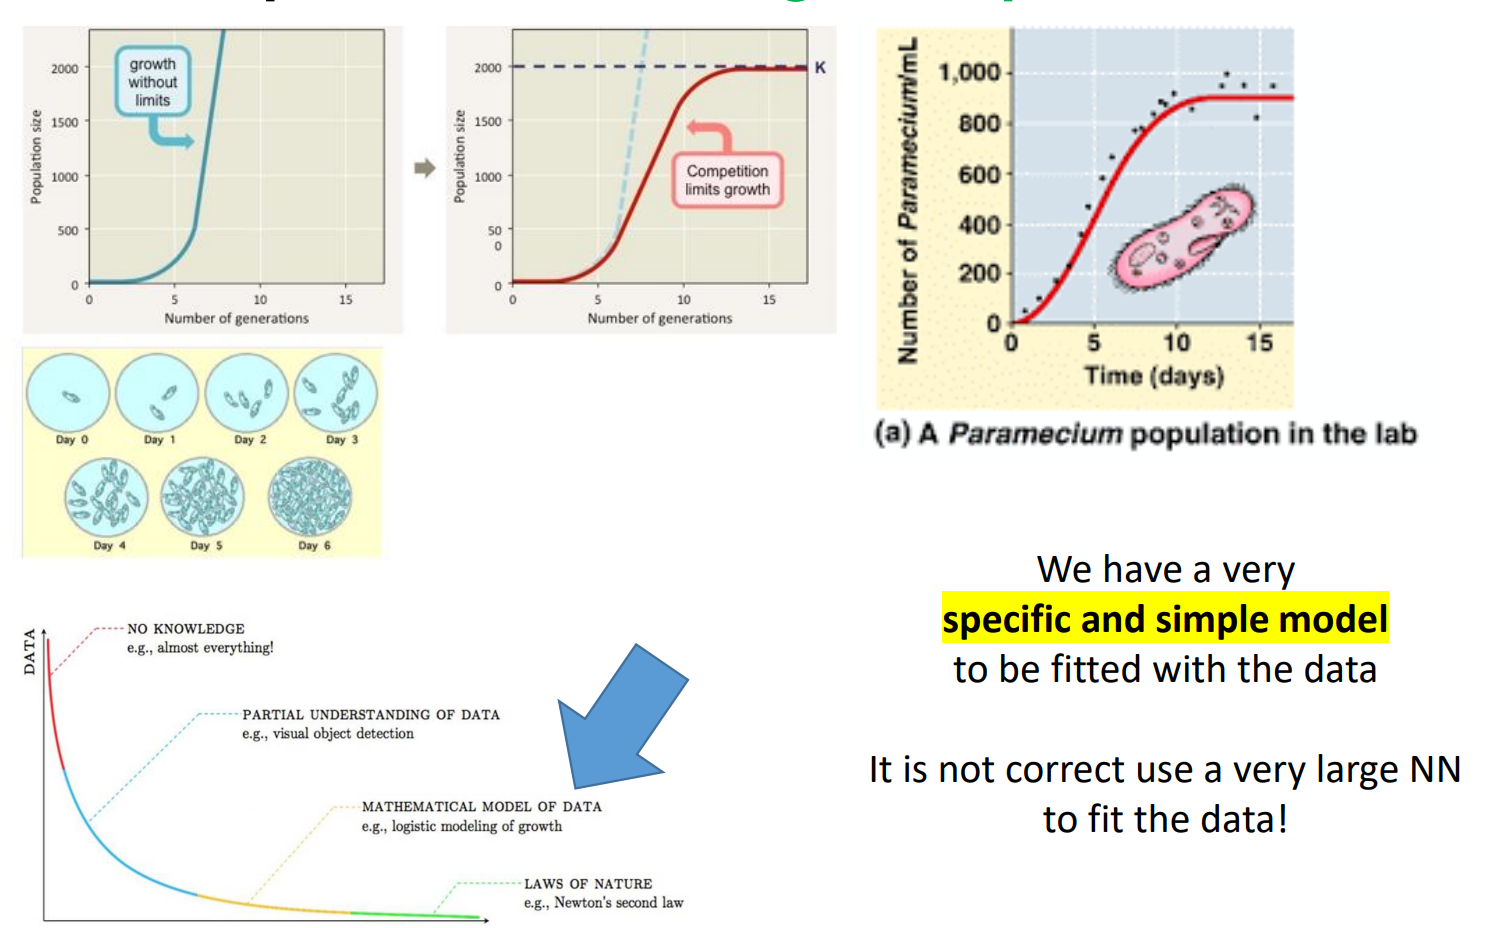 growth
without
limits
Population size
2000
1500
1000
500
0
0
5
10
15
Number of generations
Population size
2000
1500
1000
50
0
0
K
Competition
limits growth
0
5
10
15
Number of generations
Number of Paramecium/mL
1,000
800
600
400
200
0
0
5
10
15
Time (days)
(a) A Paramecium population in the lab
Day 0
Day 1
Day 2
Day 3
Day 4
Day 5
Day 6
DATA
NO KNOWLEDGE
e.g., almost everything!
PARTIAL UNDERSTANDING OF DATA
e.g., visual object detection
MATHEMATICAL MODEL OF DATA
e.g., logistic modeling of growth
LAWS OF NATURE
e.g., Newton's second law
We have a very
specific and simple model
to be fitted with the data
It is not correct use a very large NN
to fit the data!